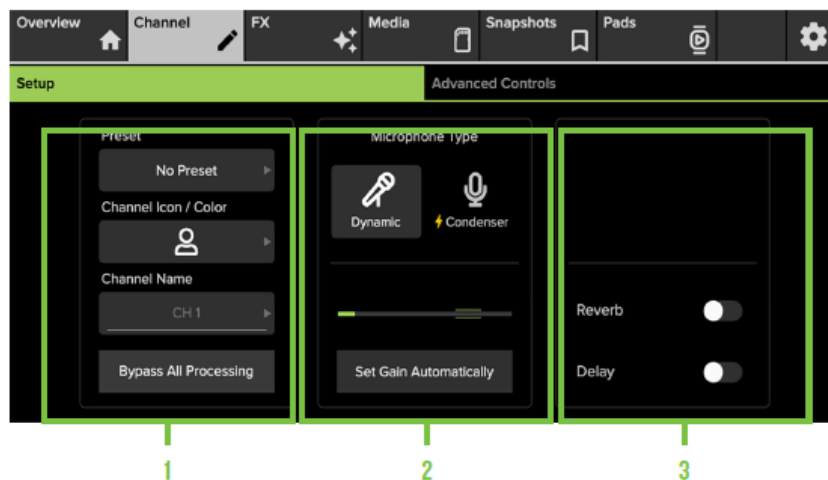 Overview
Channel
FX
Media
Snapshots
Pads
Setup
Advanced Controls
Preset
No Preset
Channel Icon / Color
Channel Name
CH 1
Bypass All Processing
Microphone Type
Dynamic
Condenser
Set Gain Automatically
Reverb
Delay
1
2
3